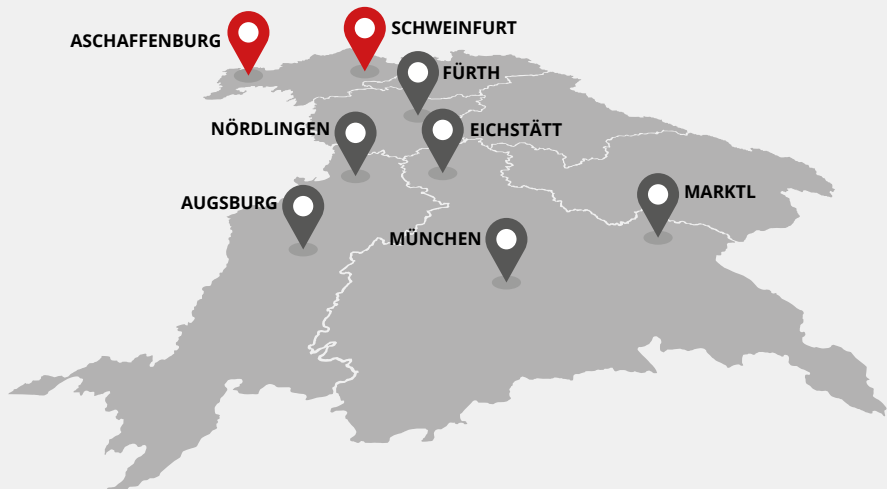 SCHWEINFURT
ASCHAFFENBURG
FÜRTH
NÖRDLINGEN
EICHSTÄTT
MARKTL
AUGSBURG
MÜNCHEN